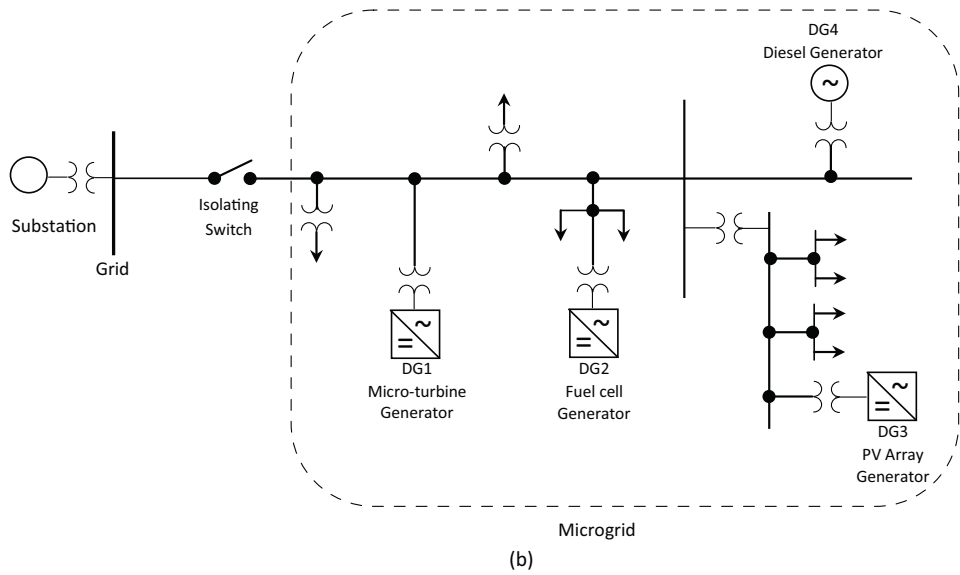 DG4
Diesel Generator
~
Substation
Isolating
Switch
Grid
~
=
DG1
Micro-turbine
Generator
~
=
DG2
Fuel cell
Generator
~
=
DG3
PV Array
Generator
Microgrid
(b)